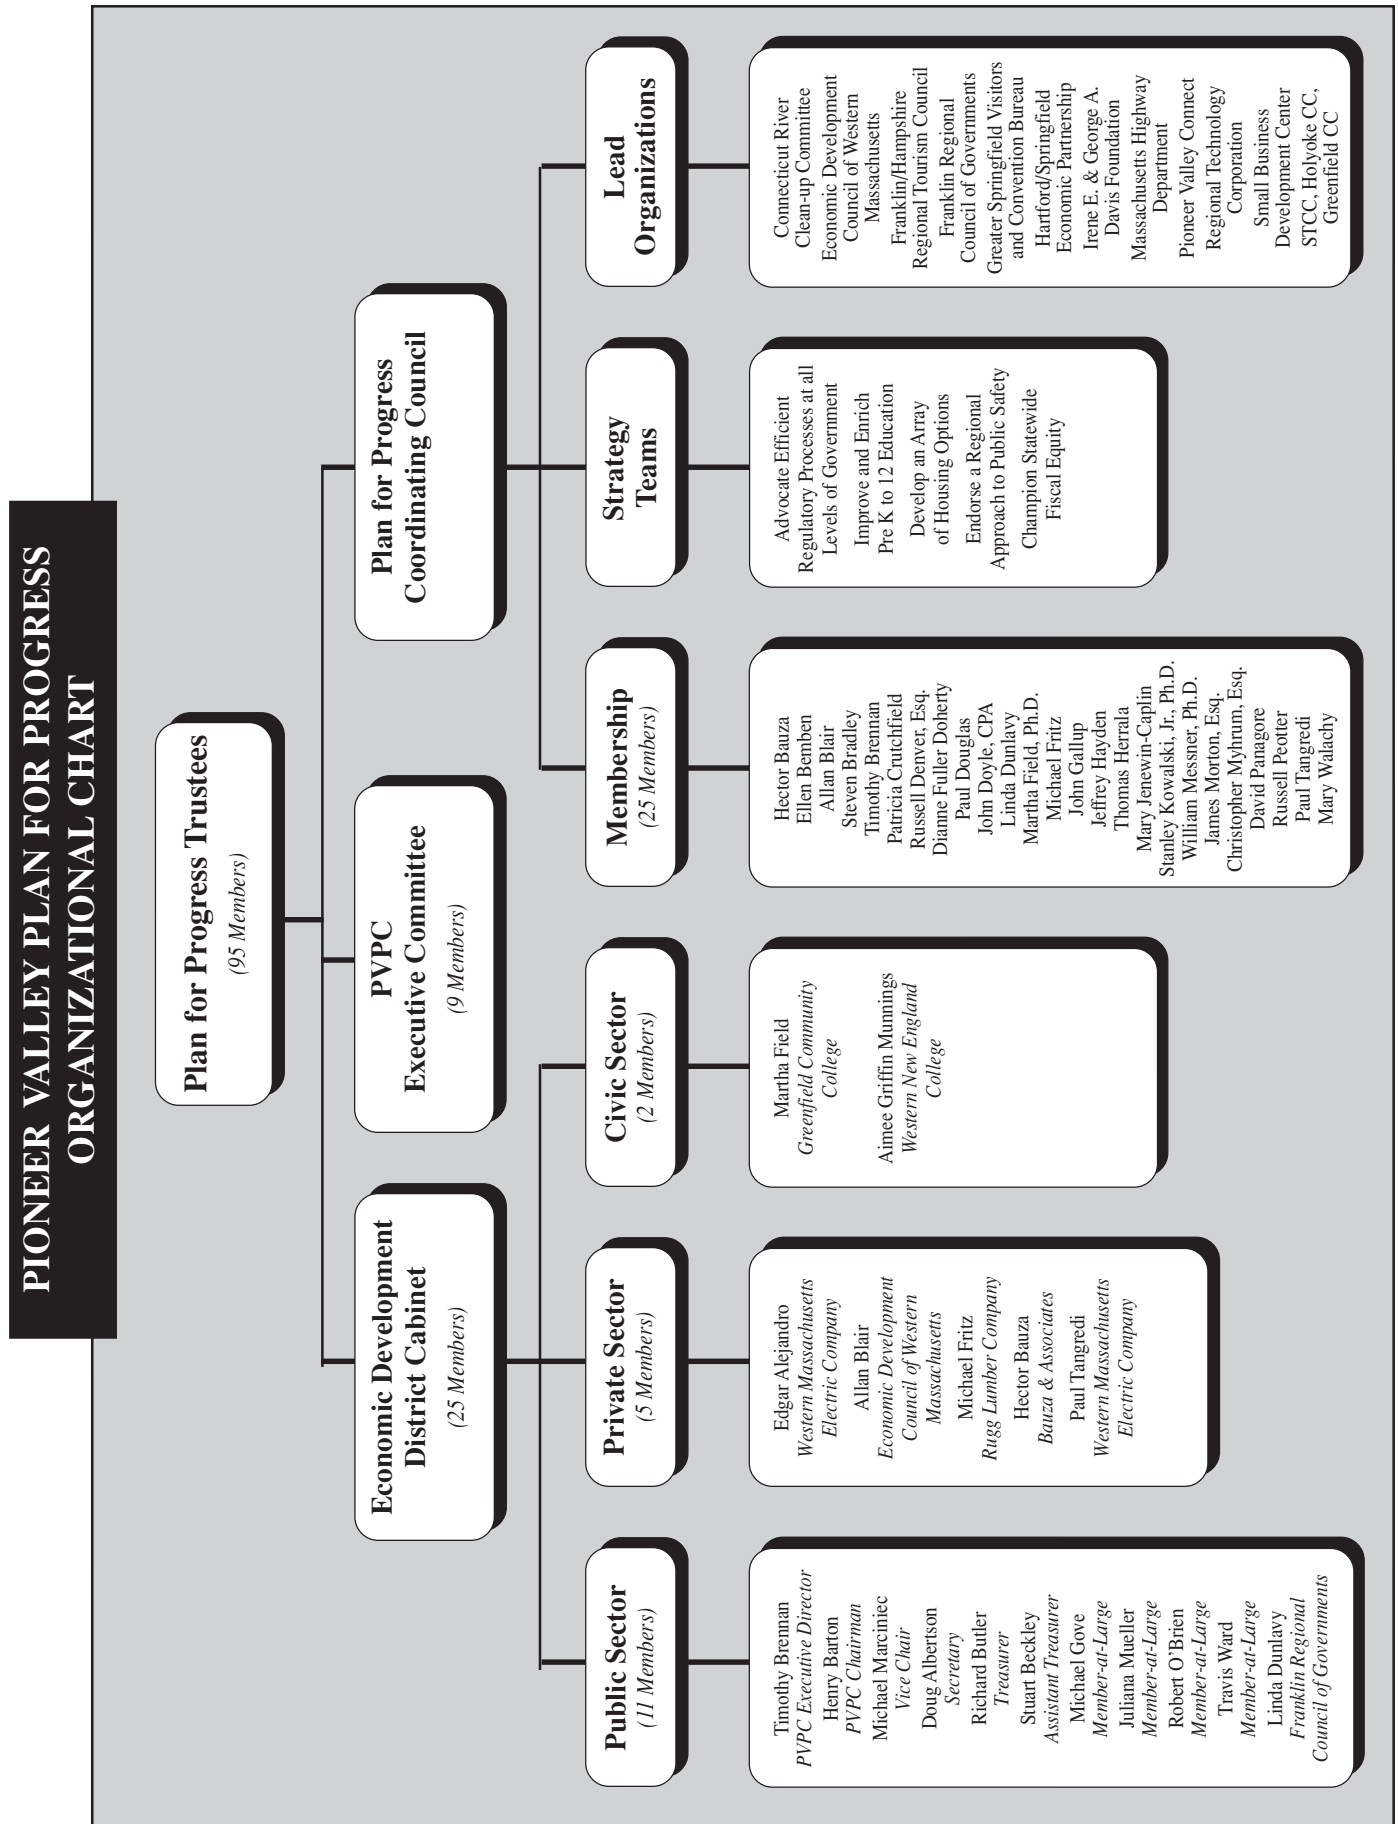 PIONEER VALLEY PLAN FOR PROGRESS
ORGANIZATIONAL CHART
Plan for Progress Trustees
(95 Members)
Economic Development
District Cabinet
(25 Members)
PVPC
Executive Committee
(9 Members)
Plan for Progress
Coordinating Council
Public Sector
(11 Members)
Private Sector
(5 Members)
Civic Sector
(2 Members)
Membership
(25 Members)
Strategy
Teams
Lead
Organizations
Timothy Brennan
PVPC Executive Director
Henry Barton
PVPC Chairman
Michael Marciniec
Vice Chair
Doug Albertson
Secretary
Richard Butler
Treasurer
Stuart Beckley
Assistant Treasurer
Michael Gove
Member-at-Large
Juliana Mueller
Member-at-Large
Robert O'Brien
Member-at-Large
Travis Ward
Member-at-Large
Linda Dunlavy
Franklin Regional
Council of Governments
Edgar Alejandro
Western Massachusetts
Electric Company
Allan Blair
Economic Development
Council of Western
Massachusetts
Michael Fritz
Rugg Lumber Company
Hector Bauza
Bauza & Associates
Paul Tangredi
Western Massachusetts
Electric Company
Martha Field
Greenfield Community
College
Aimee Griffin Munnings
Western New England
College
Hector Bauza
Ellen Bemben
Allan Blair
Steven Bradley
Timothy Brennan
Patricia Crutchfield
Russell Denver, Esq.
Dianne Fuller Doherty
Paul Douglas
John Doyle, CPA
Linda Dunlavy
Martha Field, Ph.D.
Michael Fritz
John Gallup
Jeffrey Hayden
Thomas Herrala
Mary Jenewin-Caplin
Stanley Kowalski, Jr., Ph.D.
William Messner, Ph.D.
James Morton, Esq.
Christopher Myhrum, Esq.
David Panagore
Russell Peotter
Paul Tangredi
Mary Walachy
Advocate Efficient
Regulatory Processes at all
Levels of Government
Improve and Enrich
Pre K to 12 Education
Develop an Array
of Housing Options
Endorse a Regional
Approach to Public Safety
Champion Statewide
Fiscal Equity
Connecticut River
Clean-up Committee
Economic Development
Council of Western
Massachusetts
Franklin/Hampshire
Regional Tourism Council
Franklin Regional
Council of Governments
Greater Springfield Visitors
and Convention Bureau
Hartford/Springfield
Economic Partnership
Irene E. & George A.
Davis Foundation
Massachusetts Highway
Department
Pioneer Valley Connect
Regional Technology
Corporation
Small Business
Development Center
STCC, Holyoke CC,
Greenfield CC